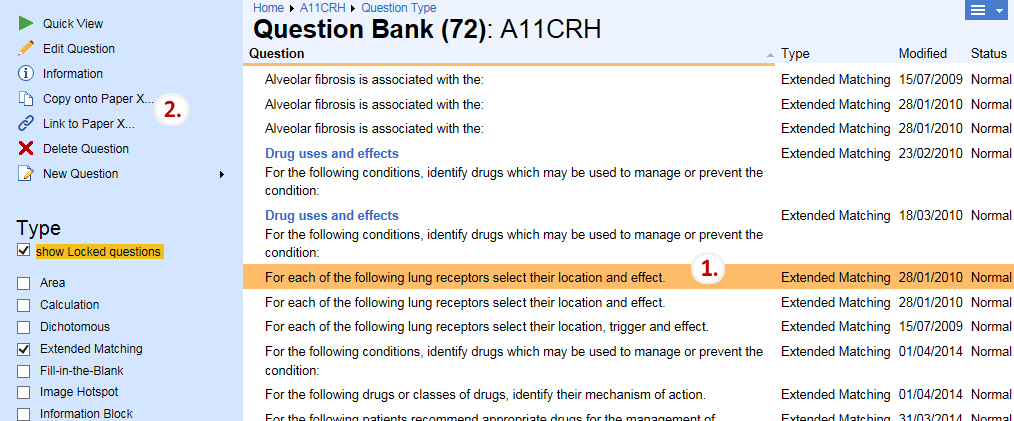 Home ▸ A11CRH ▸ Question Type
Question Bank (72): A11CRH
Quick View
Edit Question
Information
Copy onto Paper X...
Link to Paper X...
Delete Question
New Question
2.
Type
show Locked questions
Area
Calculation
Dichotomous
Extended Matching
Fill-in-the-Blank
Image Hotspot
Information Block
Question Type Modified Status
Alveolar fibrosis is associated with the: Extended Matching 15/07/2009 Normal
Alveolar fibrosis is associated with the: Extended Matching 28/01/2010 Normal
Alveolar fibrosis is associated with the: Extended Matching 28/01/2010 Normal
Drug uses and effects Extended Matching 23/02/2010 Normal
For the following conditions, identify drugs which may be used to manage or prevent the
condition:
Drug uses and effects Extended Matching 18/03/2010 Normal
For the following conditions, identify drugs which may be used to manage or prevent the
condition:
For each of the following lung receptors select their location and effect. 1. Extended Matching 28/01/2010 Normal
For each of the following lung receptors select their location and effect. Extended Matching 28/01/2010 Normal
For each of the following lung receptors select their location, trigger and effect. Extended Matching 15/07/2009 Normal
For the following conditions, identify drugs which may be used to manage or prevent the Extended Matching 01/04/2014 Normal
condition:
For the following drugs or classes of drugs, identify their mechanism of action. Extended Matching 01/04/2014 Normal
For the following patients recommend appropriate drugs for the management of Extended Matching 31/03/2014 Normal